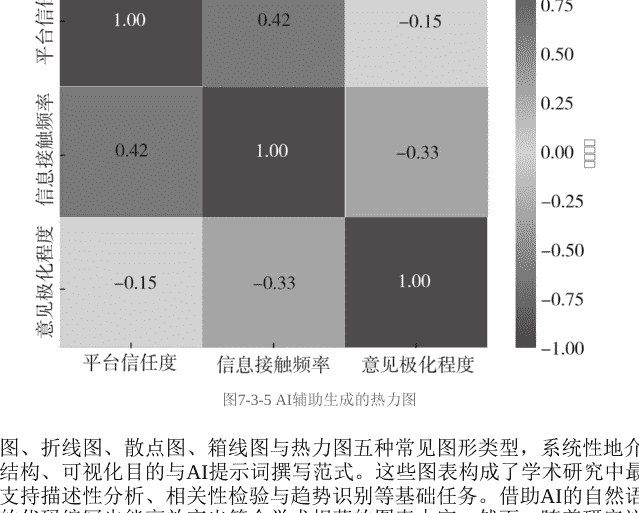 平台信任
1.00 0.42 −0.15 0.75
0.50
0.25
信息接触频率 0.42 1.00 −0.33 0.00
−0.25
−0.50
意见极化程度 −0.15 −0.33 1.00 −0.75
−1.00
平台信任度 信息接触频率 意见极化程度
图7-3-5 AI辅助生成的热力图
图、折线图、散点图、箱线图与热力图五种常见图形类型，系统性地介
结构、可视化目的与AI提示词撰写范式。这些图表构成了学术研究中最
支持描述性分析、相关性检验与趋势识别等基础任务。借助AI的自然语